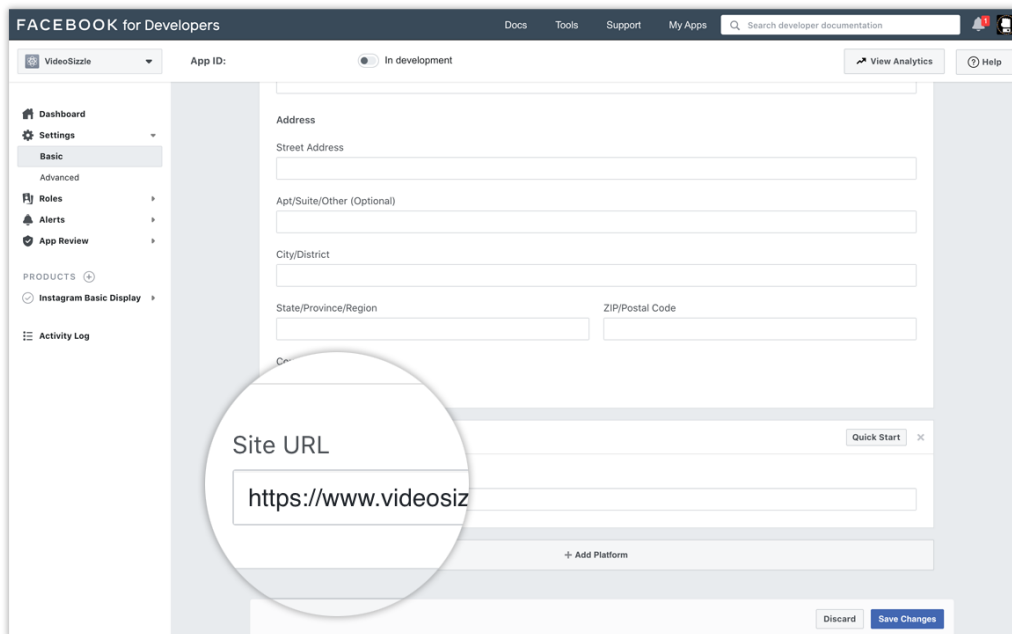 FACEBOOK for Developers
Docs Tools Support My Apps Search developer documentation 1
VideoSizzle App ID: In development View Analytics Help
Dashboard
Settings
Basic
Advanced
Roles
Alerts
App Review
PRODUCTS
Instagram Basic Display
Activity Log
Address
Street Address
Apt/Suite/Other (Optional)
City/District
State/Province/Region ZIP/Postal Code
Quick Start
Site URL
https://www.videosiz
+ Add Platform
Discard Save Changes